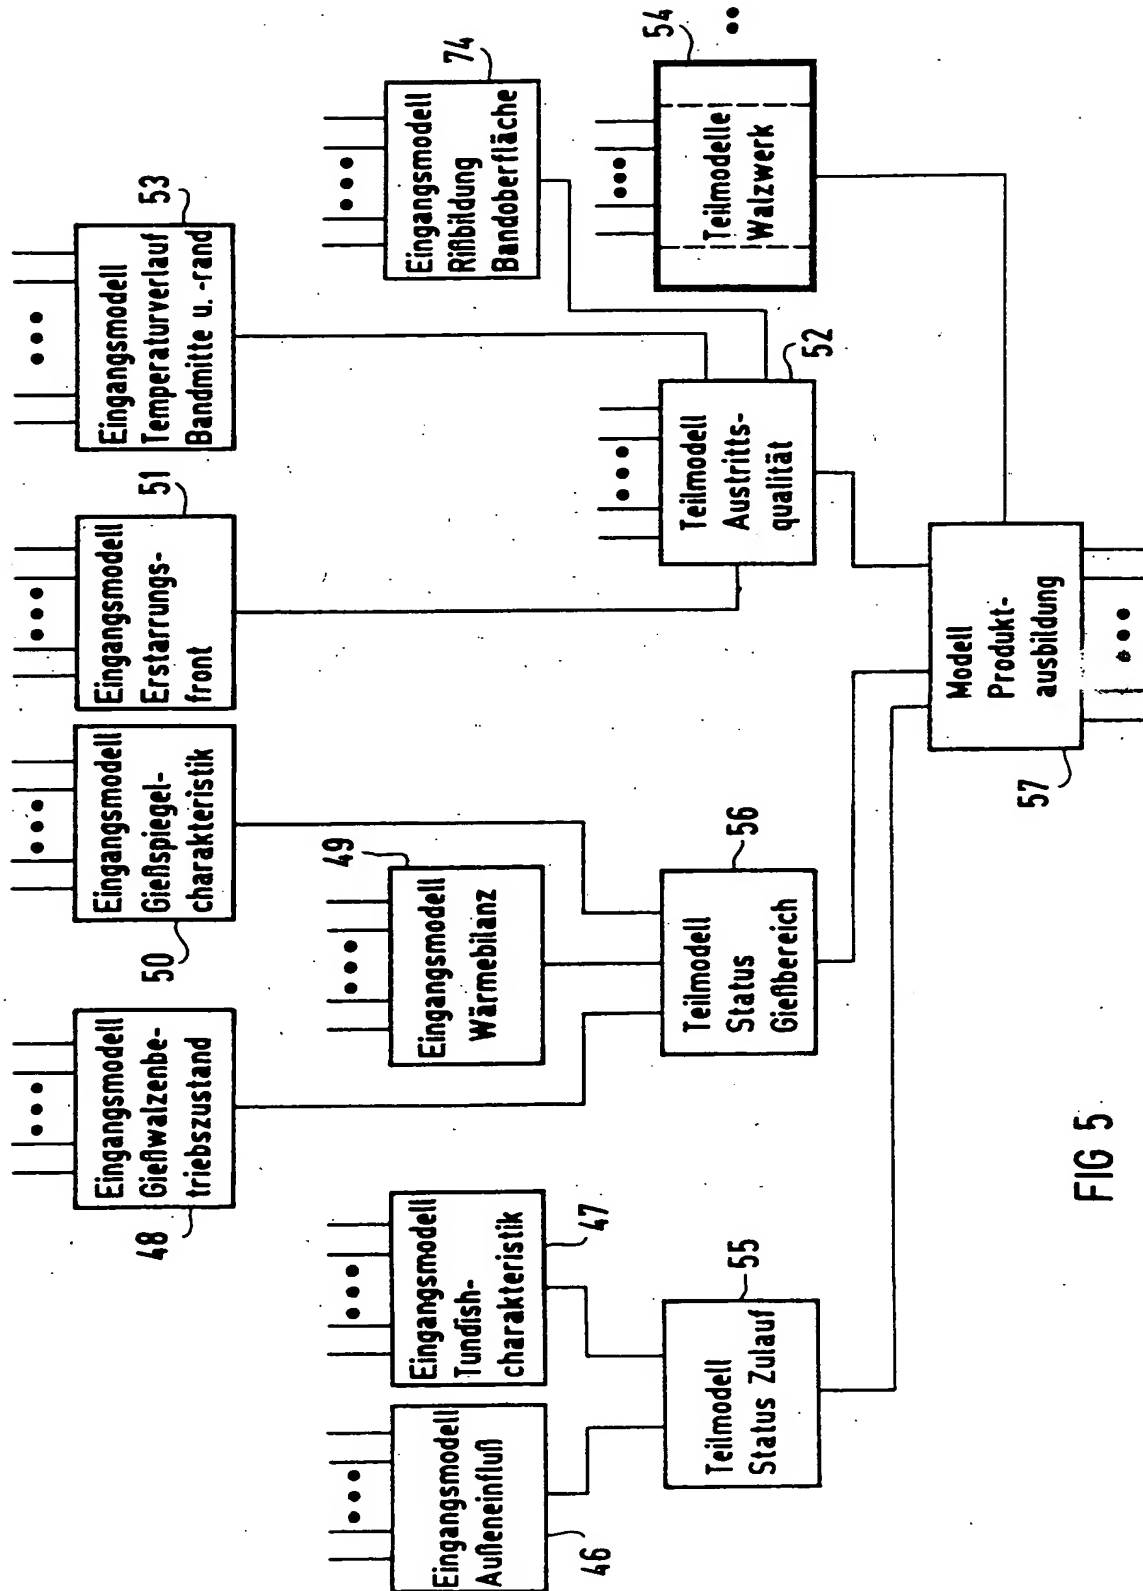 Eingangsmodell
Gießwalzenbe-
triebszustand
48
Eingangsmodell
Gießspiegel-
charakteristik
50
Eingangsmodell
Erstarrungs-
front
51
Eingangsmodell
Temperaturverlauf
Bandmitte u. -rand
53
Eingangsmodell
Außeneinfluß
46
Eingangsmodell
Tundish-
charakteristik
47
Eingangsmodell
Wärmebilanz
49
Eingangsmodell
Rißbildung
Bandoberfläche
74
Teilmodell
Status Zulauf
55
Teilmodell
Status
Gießbereich
56
Teilmodell
Austritts-
qualität
52
Teilmodelle
Walzwerk
54
Modell
Produkt-
ausbildung
57
FIG 5